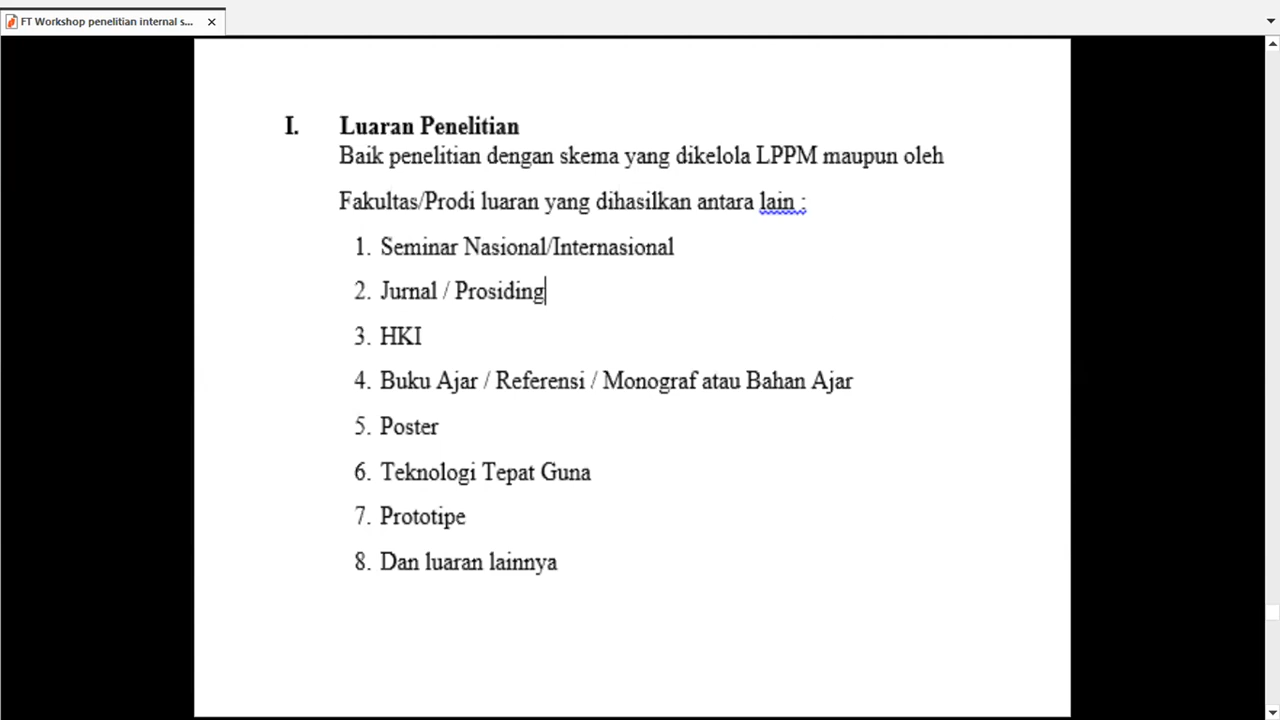 FT Workshop penelitian internal s...
I. Luaran Penelitian
Baik penelitian dengan skema yang dikelola LPPM maupun oleh
Fakultas/Prodi luaran yang dihasilkan antara lain :
1. Seminar Nasional/Internasional
2. Jurnal / Prosiding
3. HKI
4. Buku Ajar / Referensi / Monograf atau Bahan Ajar
5. Poster
6. Teknologi Tepat Guna
7. Prototipe
8. Dan luaran lainnya